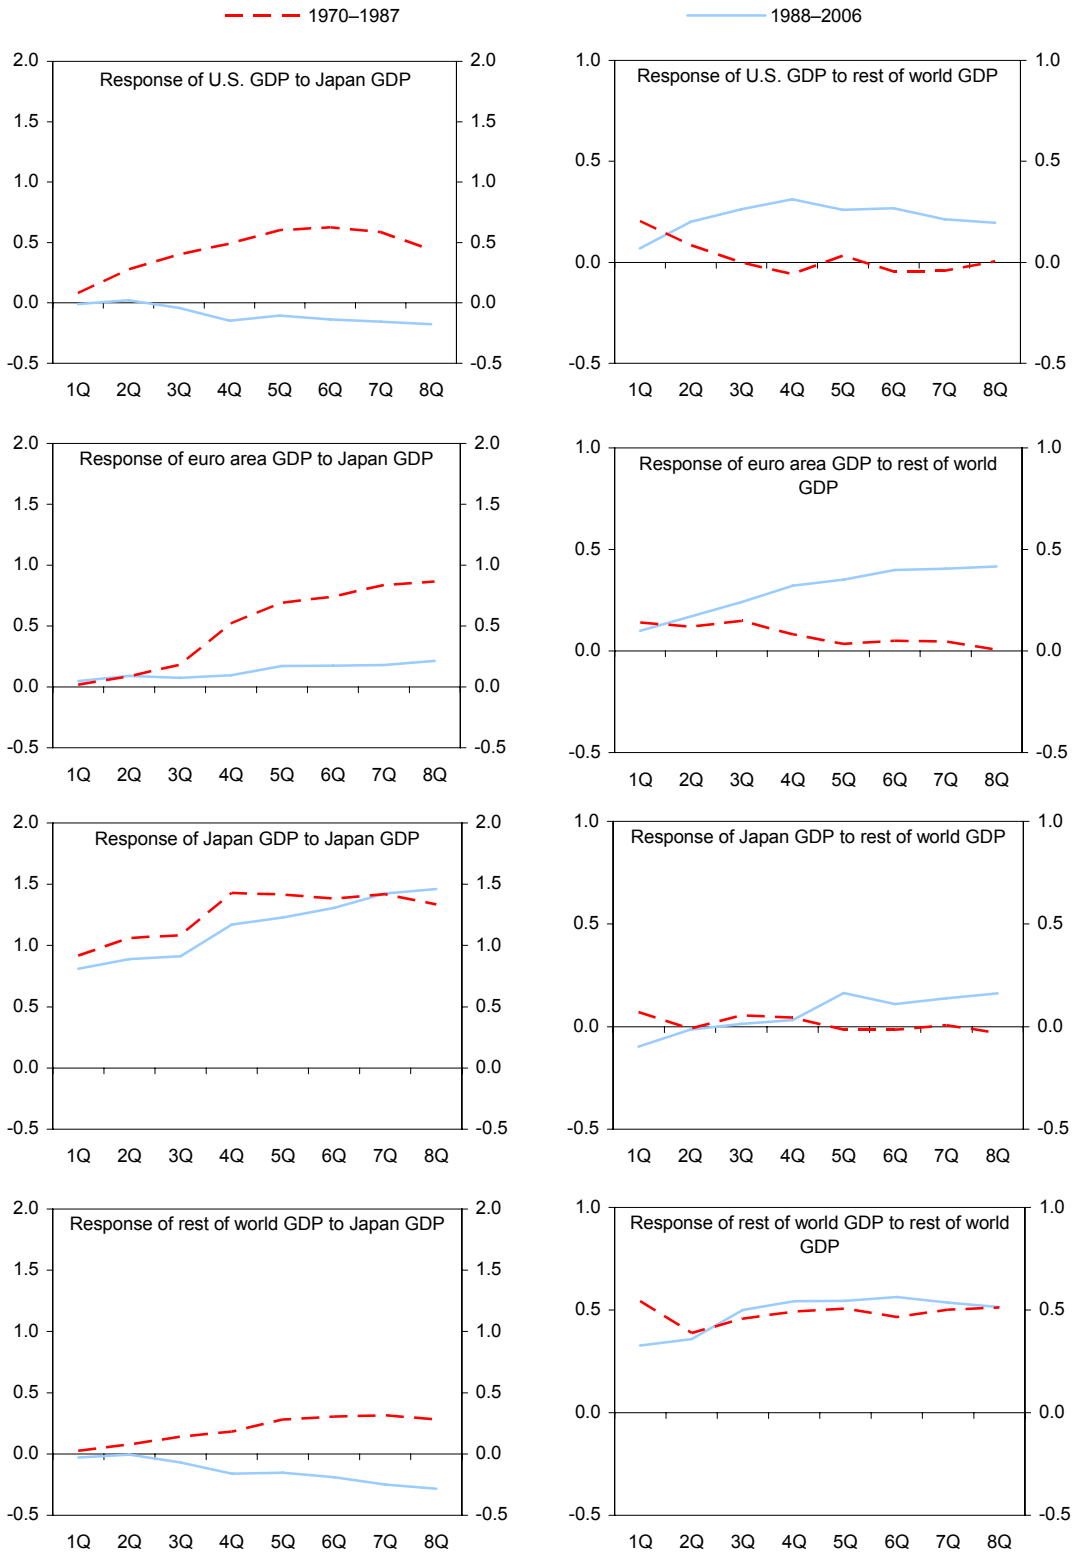 1970–1987
1988–2006
Response of U.S. GDP to Japan GDP
2.0 2.0
1.5 1.5
1.0 1.0
0.5 0.5
0.0 0.0
-0.5 -0.5
1Q 2Q 3Q 4Q 5Q 6Q 7Q 8Q
Response of U.S. GDP to rest of world GDP
1.0 1.0
0.5 0.5
0.0 0.0
-0.5 -0.5
1Q 2Q 3Q 4Q 5Q 6Q 7Q 8Q
Response of euro area GDP to Japan GDP
2.0 2.0
1.5 1.5
1.0 1.0
0.5 0.5
0.0 0.0
-0.5 -0.5
1Q 2Q 3Q 4Q 5Q 6Q 7Q 8Q
Response of euro area GDP to rest of world
GDP
1.0 1.0
0.5 0.5
0.0 0.0
-0.5 -0.5
1Q 2Q 3Q 4Q 5Q 6Q 7Q 8Q
Response of Japan GDP to Japan GDP
2.0 2.0
1.5 1.5
1.0 1.0
0.5 0.5
0.0 0.0
-0.5 -0.5
1Q 2Q 3Q 4Q 5Q 6Q 7Q 8Q
Response of Japan GDP to rest of world GDP
1.0 1.0
0.5 0.5
0.0 0.0
-0.5 -0.5
1Q 2Q 3Q 4Q 5Q 6Q 7Q 8Q
Response of rest of world GDP to Japan GDP
2.0 2.0
1.5 1.5
1.0 1.0
0.5 0.5
0.0 0.0
-0.5 -0.5
1Q 2Q 3Q 4Q 5Q 6Q 7Q 8Q
Response of rest of world GDP to rest of world
GDP
1.0 1.0
0.5 0.5
0.0 0.0
-0.5 -0.5
1Q 2Q 3Q 4Q 5Q 6Q 7Q 8Q